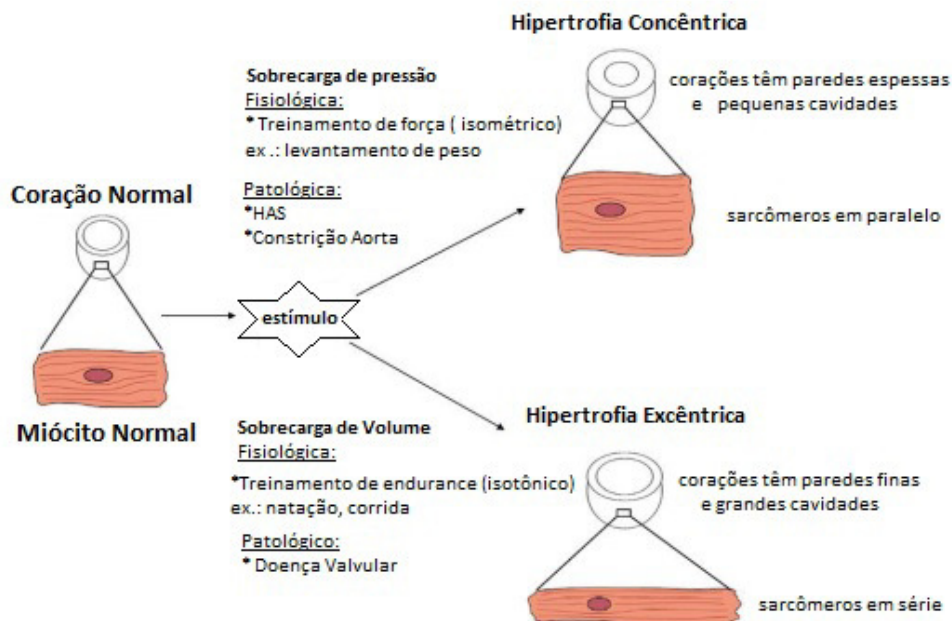 Hipertrofia Concêntrica
Sobrecarga de pressão
Fisiológica:
* Treinamento de força ( isométrico)
ex .: levantamento de peso
corações têm paredes espessas
e pequenas cavidades
Patológica:
*HAS
*Constrição Aorta
sarcômeros em paralelo
Coração Normal
estímulo
Miócito Normal
Sobrecarga de Volume
Fisiológica:
*Treinamento de endurance (isotônico)
ex.: natação, corrida
Patológico:
* Doença Valvular
Hipertrofia Excêntrica
corações têm paredes finas
e grandes cavidades
sarcômeros em série